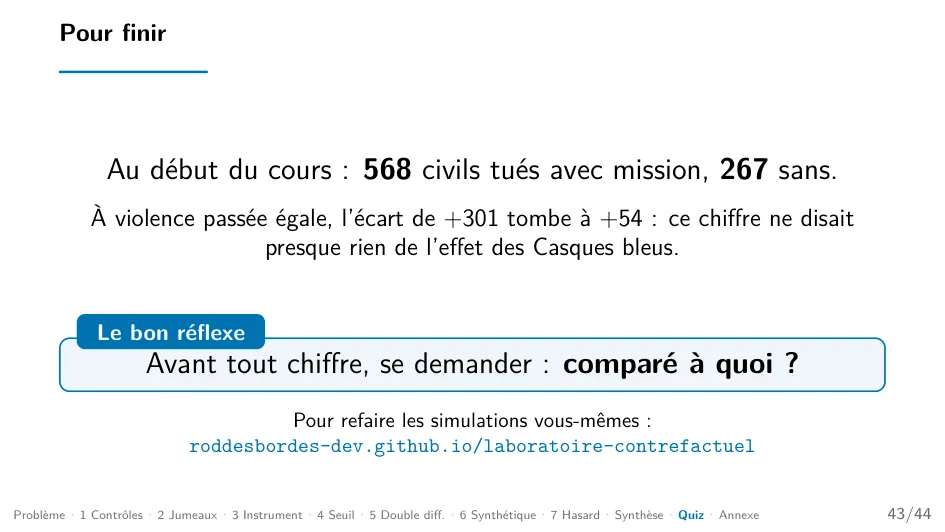 Pour finir
Au début du cours : 568 civils tués avec mission, 267 sans.
À violence passée égale, l'écart de +301 tombe à +54 : ce chiffre ne disait
presque rien de l'effet des Casques bleus.
Le bon réflexe
Avant tout chiffre, se demander : comparé à quoi ?
Pour refaire les simulations vous-mêmes :
roddesbordes-dev.github.io/laboratoire-contrefactuel
Problème · 1 Contrôles · 2 Jumeaux · 3 Instrument · 4 Seuil · 5 Double diff. · 6 Synthétique · 7 Hasard · Synthèse · Quiz · Annexe 43/44